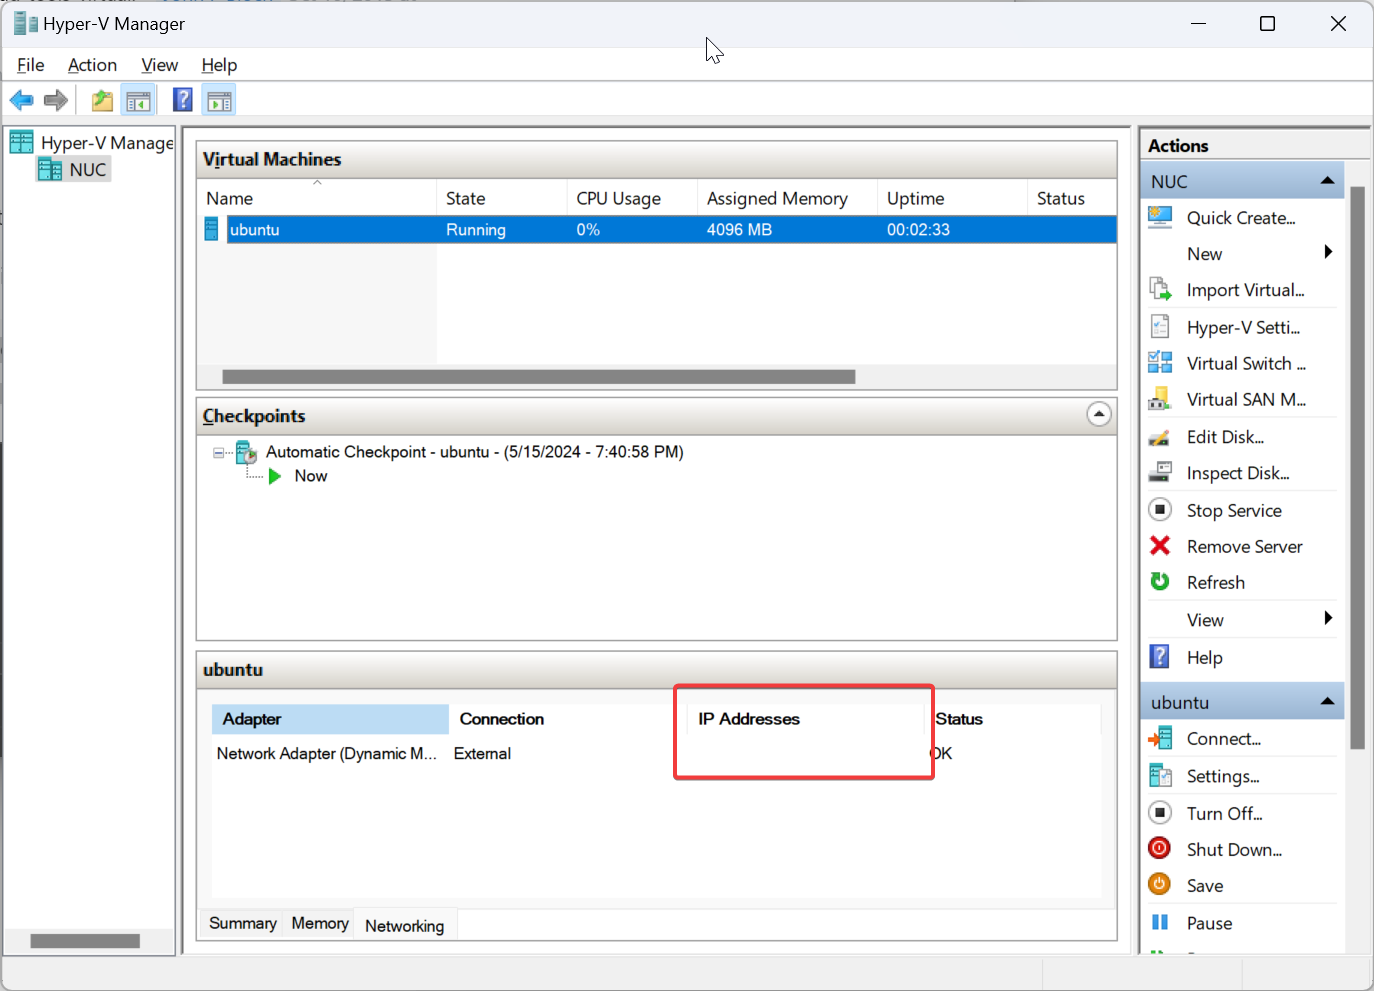 Hyper-V Manager
File Action View Help
Hyper-V Manage
NUC
Virtual Machines
Name State CPU Usage Assigned Memory Uptime Status
ubuntu Running 0% 4096 MB 00:02:33
Checkpoints
Automatic Checkpoint - ubuntu - (5/15/2024 - 7:40:58 PM)
Now
ubuntu
Adapter Connection IP Addresses Status
Network Adapter (Dynamic M... External OK
Summary Memory Networking
Actions
NUC
Quick Create...
New
Import Virtual...
Hyper-V Setti...
Virtual Switch ...
Virtual SAN M...
Edit Disk...
Inspect Disk...
Stop Service
Remove Server
Refresh
View
Help
ubuntu
Connect...
Settings...
Turn Off...
Shut Down...
Save
Pause